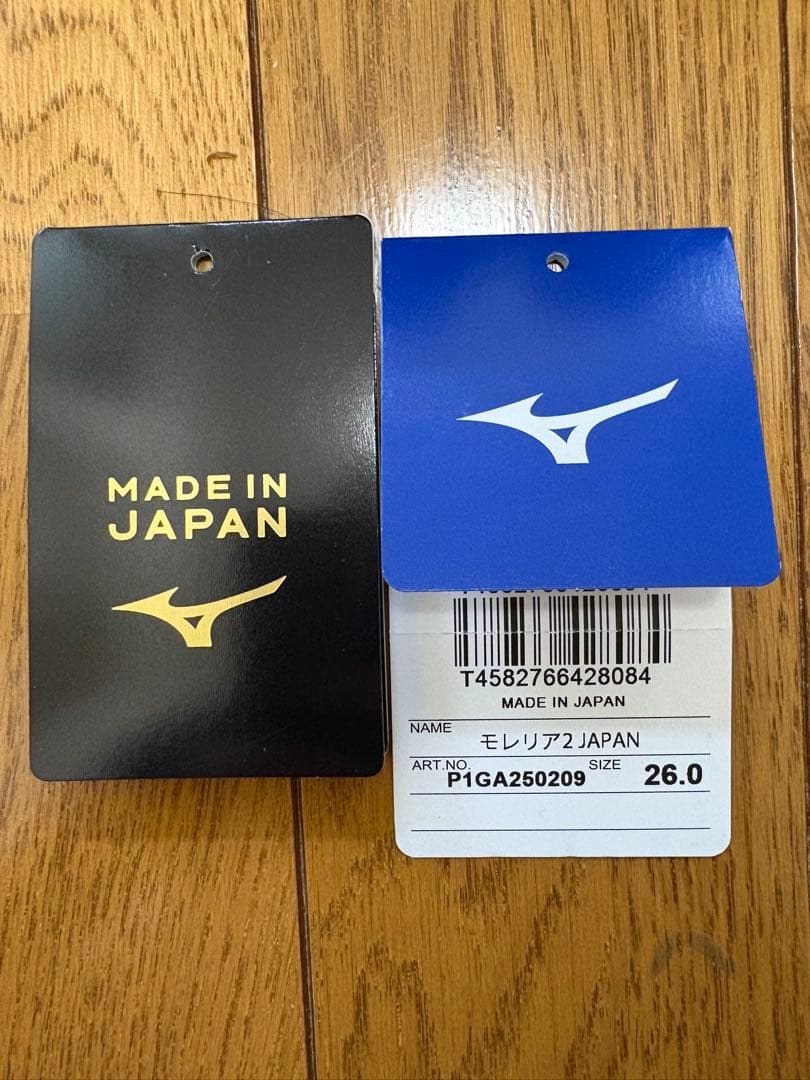 MADE IN
JAPAN
T4582766428084
MADE IN JAPAN
NAME モレリア2 JAPAN
ART.NO. P1GA250209 SIZE 26.0